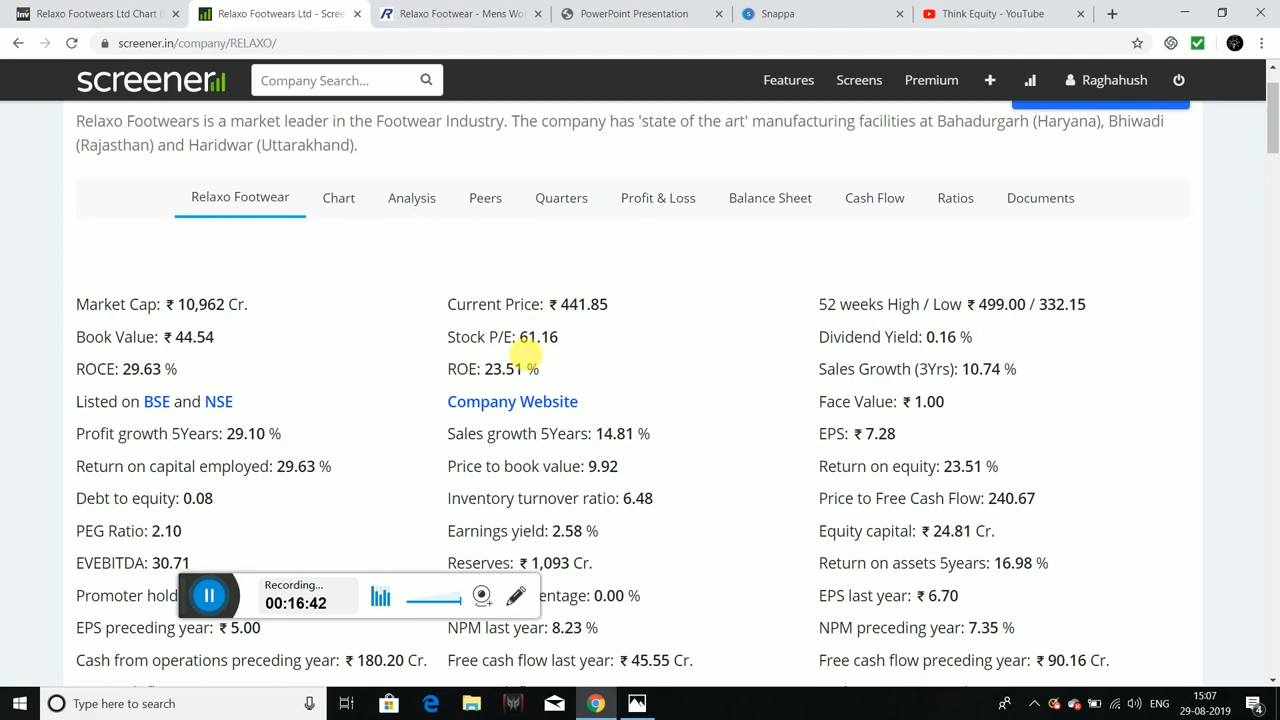 Relaxo Footwears Ltd Chart (
Relaxo Footwears Ltd - Scree
Relaxo Footwear - Mens Wo
PowerPoint Presentation
Snappa
Think Equity - YouTube
screener.in/company/RELAXO/
screener
Company Search...
Features
Screens
Premium
Raghahush
Relaxo Footwears is a market leader in the Footwear Industry. The company has 'state of the art' manufacturing facilities at Bahadurgarh (Haryana), Bhiwadi
(Rajasthan) and Haridwar (Uttarakhand).
Relaxo Footwear Chart Analysis Peers Quarters Profit & Loss Balance Sheet Cash Flow Ratios Documents
Market Cap: ₹ 10,962 Cr. Current Price: ₹ 441.85 52 weeks High / Low ₹ 499.00 / 332.15
Book Value: ₹ 44.54 Stock P/E: 61.16 Dividend Yield: 0.16 %
ROCE: 29.63 % ROE: 23.51 % Sales Growth (3Yrs): 10.74 %
Listed on BSE and NSE Company Website Face Value: ₹ 1.00
Profit growth 5Years: 29.10 % Sales growth 5Years: 14.81 % EPS: ₹ 7.28
Return on capital employed: 29.63 % Price to book value: 9.92 Return on equity: 23.51 %
Debt to equity: 0.08 Inventory turnover ratio: 6.48 Price to Free Cash Flow: 240.67
PEG Ratio: 2.10 Earnings yield: 2.58 % Equity capital: ₹ 24.81 Cr.
EVEBITDA: 30.71 Reserves: ₹ 1,093 Cr. Return on assets 5years: 16.98 %
Promoter hold entage: 0.00 % EPS last year: ₹ 6.70
Recording...
00:16:42
EPS preceding year: ₹ 5.00 NPM last year: 8.23 % NPM preceding year: 7.35 %
Cash from operations preceding year: ₹ 180.20 Cr. Free cash flow last year: ₹ 45.55 Cr. Free cash flow preceding year: ₹ 90.16 Cr.
Type here to search
ENG
15:07
29-08-2019
4